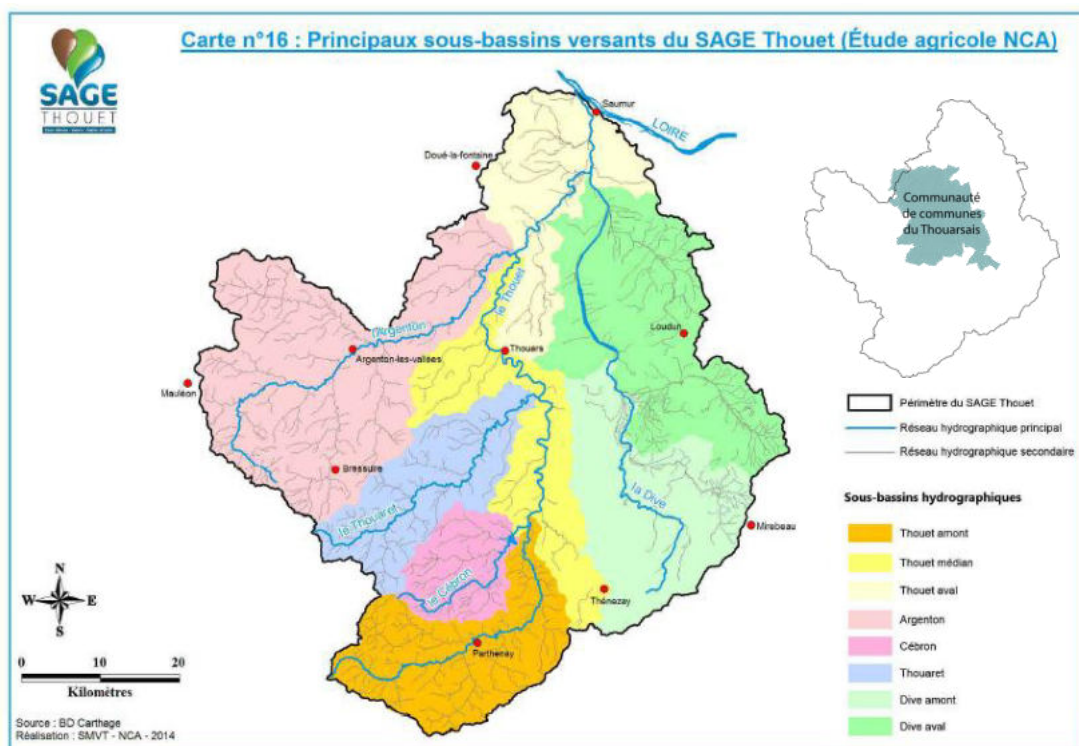 Carte n°16 : Principaux sous-bassins versants du SAGE Thouet (Étude agricole NCA)
SAGE
THOUET
Saumur
LOIRE
Doué-la-fontaine
Communauté
de communes
du Thouarsais
le Thouet
l'Argenton
Loudun
Thouars
Argenton-les-vallées
Mauléon
Périmètre du SAGE Thouet
Réseau hydrographique principal
Réseau hydrographique secondaire
Bressuire
le Thouaret
la Dive
Mirebeau
le Cébron
Thénezay
Parthenay
Sous-bassins hydrographiques
Thouet amont
Thouet médian
Thouet aval
Argenton
Cébron
Thouaret
Dive amont
Dive aval
N
W E
S
0 10 20
Kilomètres
Source : BD Carthage
Réalisation : SMVT - NCA - 2014